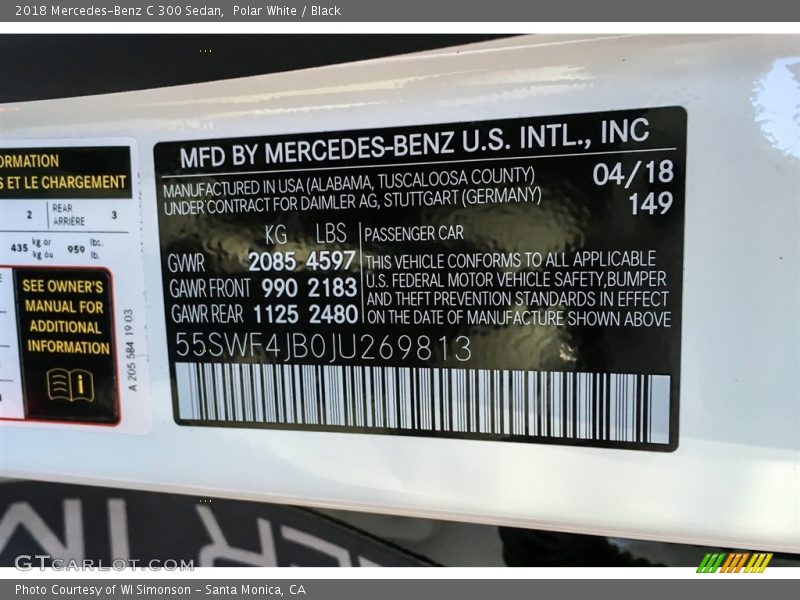 2018 Mercedes-Benz C 300 Sedan, Polar White / Black
ORMATION
S ET LE CHARGEMENT
2 REAR ARRIÈRE 3
435 kg or kg ou 959 lbc. lb.
SEE OWNER'S
MANUAL FOR
ADDITIONAL
INFORMATION
A 205 584 19 03
MFD BY MERCEDES-BENZ U.S. INTL., INC
MANUFACTURED IN USA (ALABAMA, TUSCALOOSA COUNTY)
UNDER CONTRACT FOR DAIMLER AG, STUTTGART (GERMANY)
04/18
149
KG LBS
GVWR 2085 4597
GAWR FRONT 990 2183
GAWR REAR 1125 2480
PASSENGER CAR
THIS VEHICLE CONFORMS TO ALL APPLICABLE
U.S. FEDERAL MOTOR VEHICLE SAFETY, BUMPER
AND THEFT PREVENTION STANDARDS IN EFFECT
ON THE DATE OF MANUFACTURE SHOWN ABOVE
55SWF4JB0JU269813
GTCARLOT.COM
Photo Courtesy of WI Simonson - Santa Monica, CA